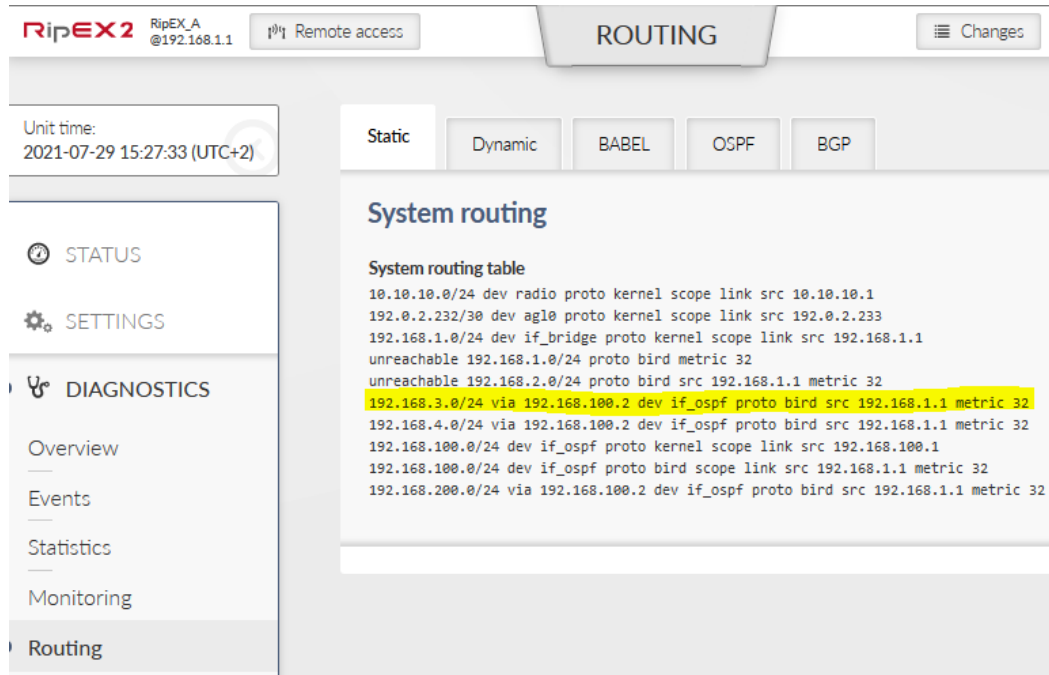 RipEX2
RipEX_A
@192.168.1.1
Remote access
ROUTING
Changes
Unit time:
2021-07-29 15:27:33 (UTC+2)
STATUS
SETTINGS
DIAGNOSTICS
Overview
Events
Statistics
Monitoring
Routing
Static
Dynamic
BABEL
OSPF
BGP
System routing
System routing table
10.10.10.0/24 dev radio proto kernel scope link src 10.10.10.1
192.0.2.232/30 dev agl0 proto kernel scope link src 192.0.2.233
192.168.1.0/24 dev if_bridge proto kernel scope link src 192.168.1.1
unreachable 192.168.1.0/24 proto bird metric 32
unreachable 192.168.2.0/24 proto bird src 192.168.1.1 metric 32
192.168.3.0/24 via 192.168.100.2 dev if_ospf proto bird src 192.168.1.1 metric 32
192.168.4.0/24 via 192.168.100.2 dev if_ospf proto bird src 192.168.1.1 metric 32
192.168.100.0/24 dev if_ospf proto kernel scope link src 192.168.100.1
192.168.100.0/24 dev if_ospf proto bird scope link src 192.168.1.1 metric 32
192.168.200.0/24 via 192.168.100.2 dev if_ospf proto bird src 192.168.1.1 metric 32